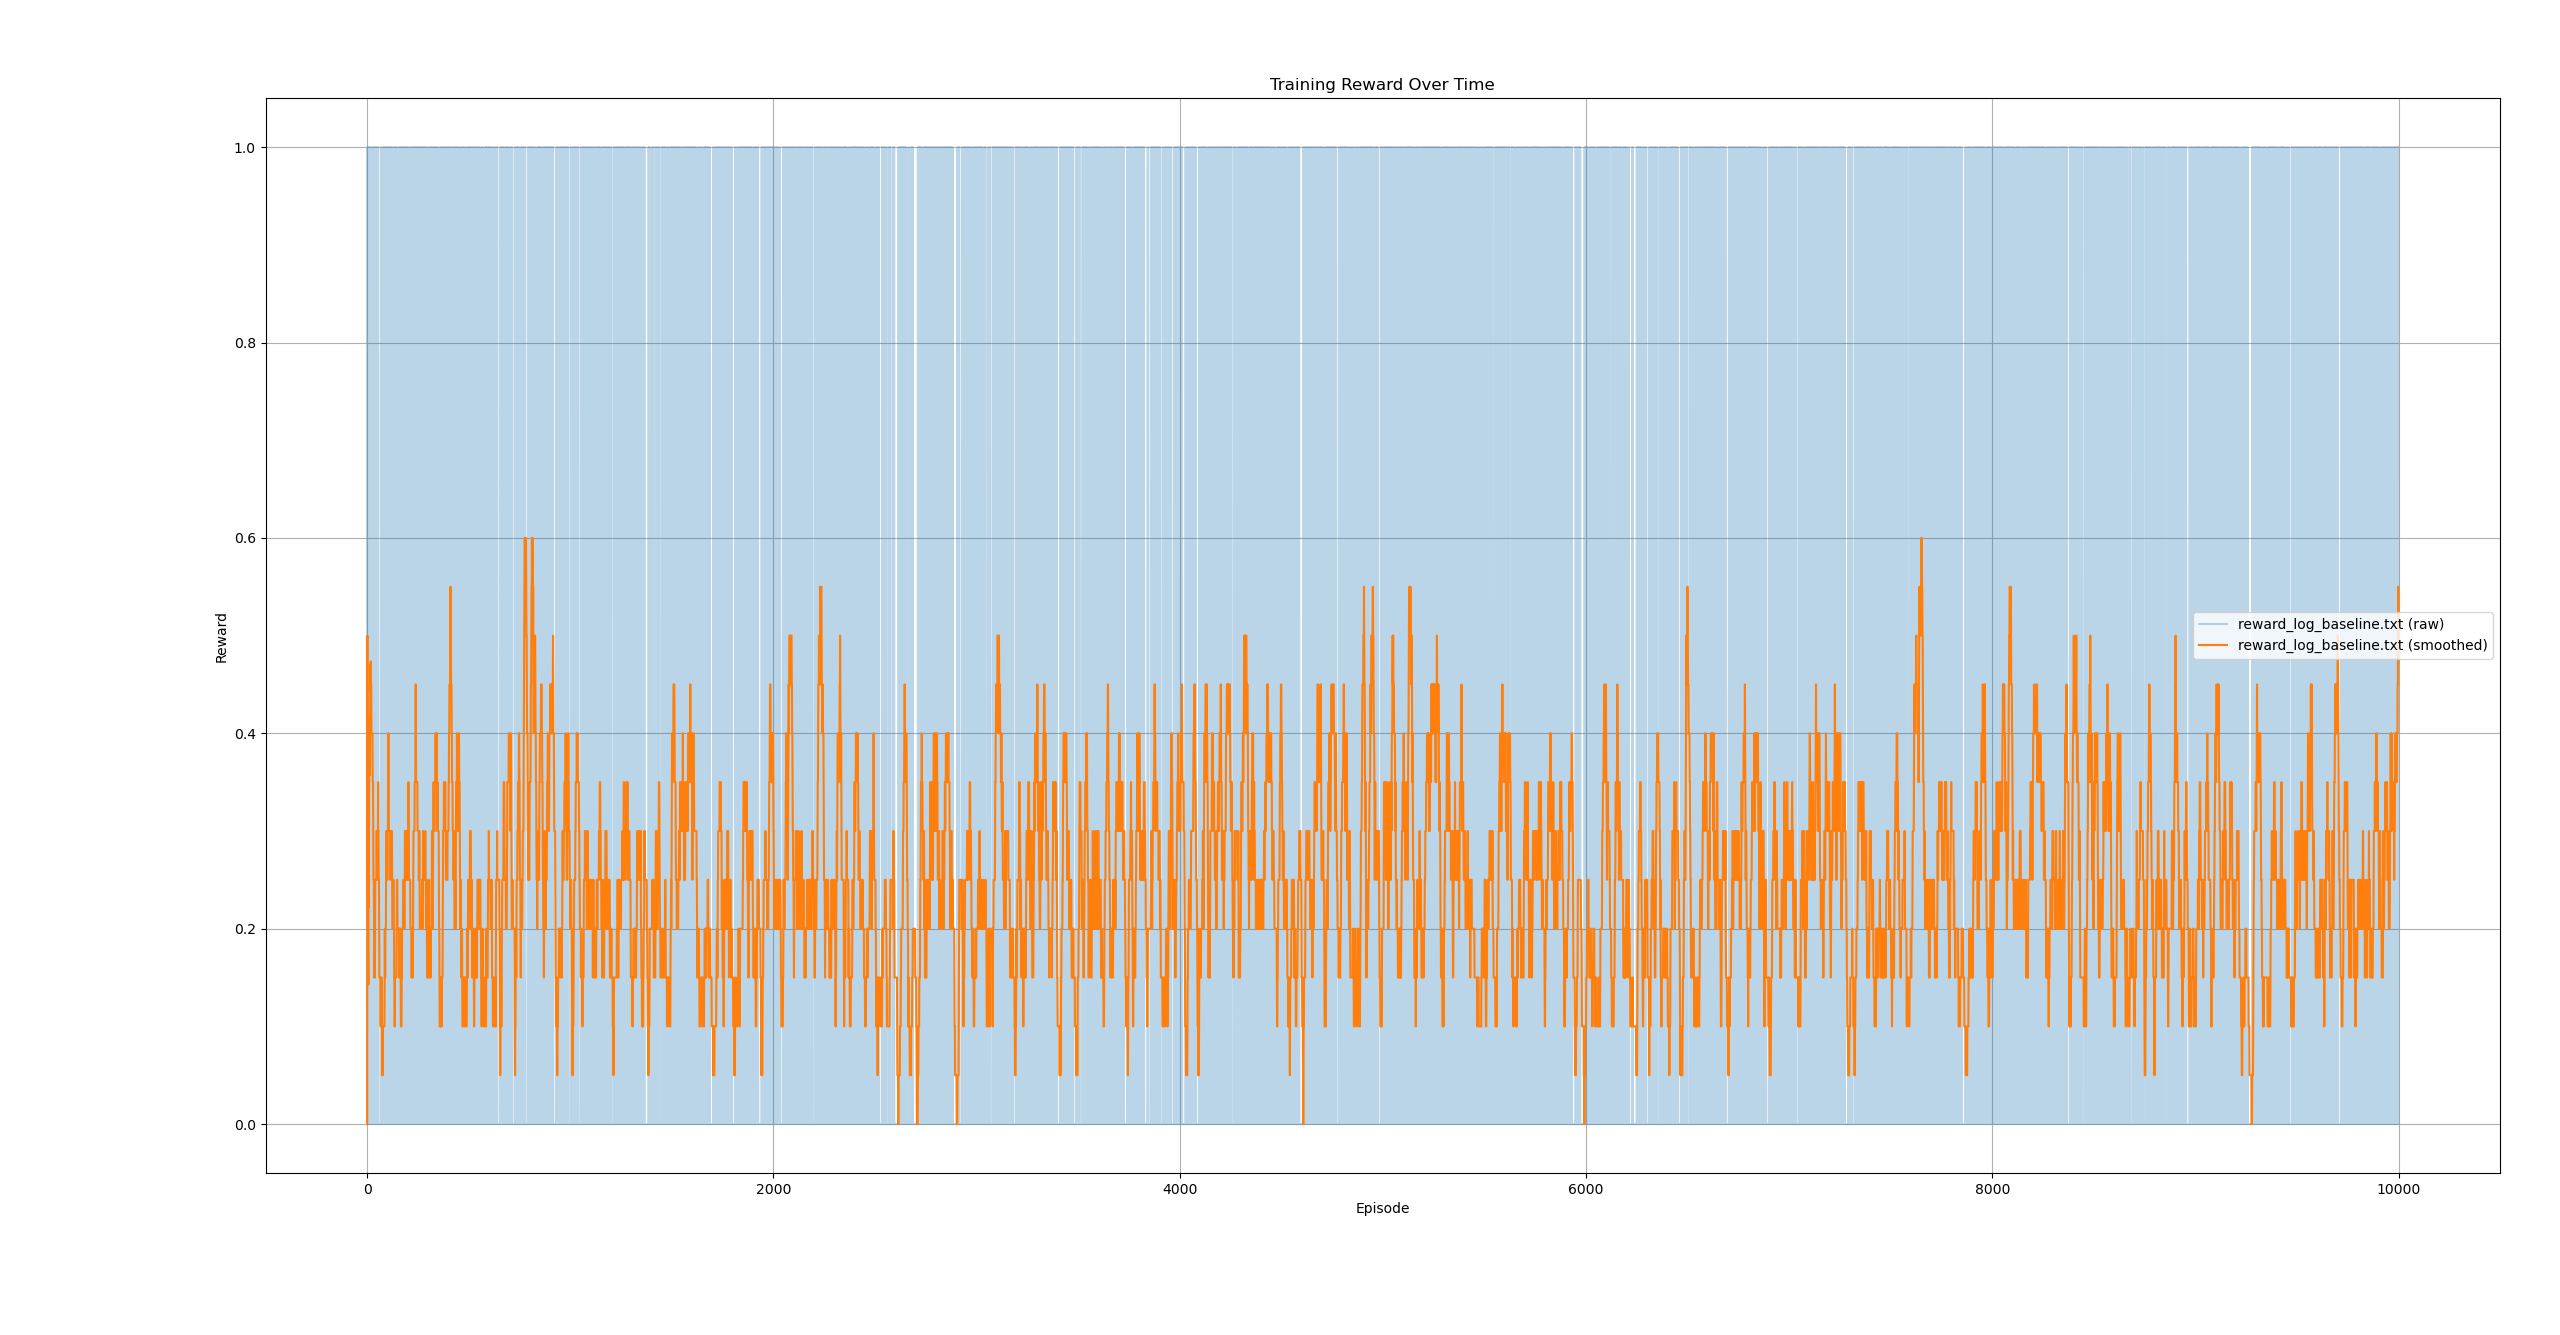 Training Reward Over Time
1.0
0.8
0.6
0.4
0.2
0.0
Reward
reward_log_baseline.txt (raw)
reward_log_baseline.txt (smoothed)
0 2000 4000 6000 8000 10000
Episode